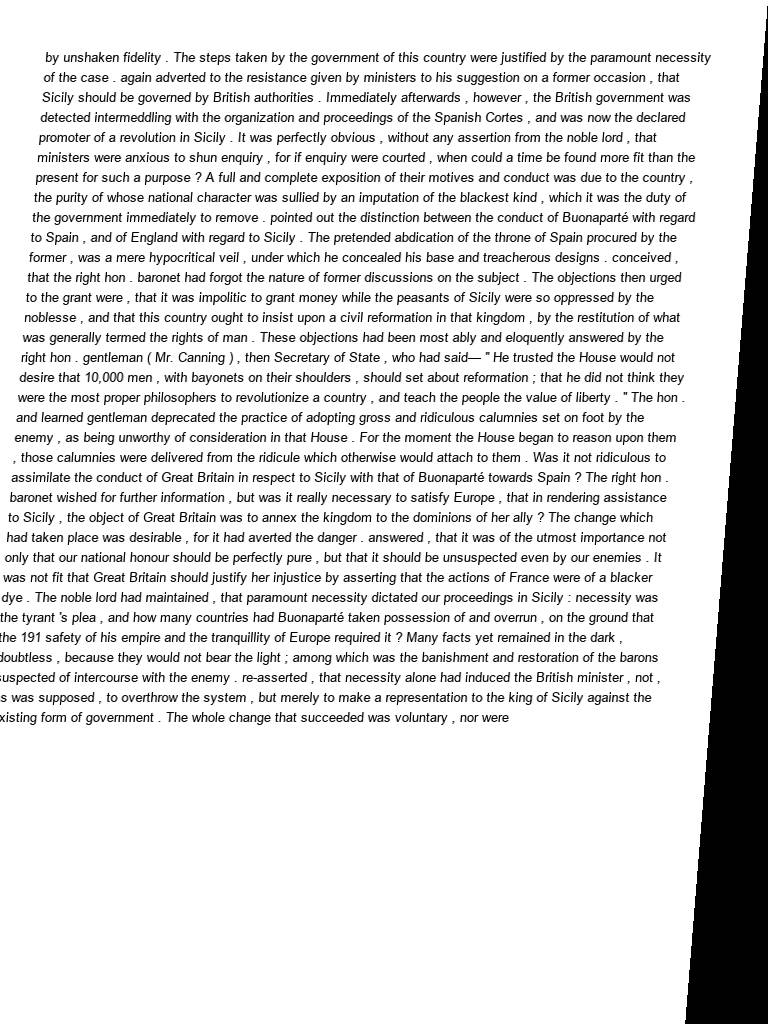 by unshaken fidelity . The steps taken by the government of this country were justified by the paramount necessity
of the case . again adverted to the resistance given by ministers to his suggestion on a former occasion , that
Sicily should be governed by British authorities . Immediately afterwards , however , the British government was
detected intermeddling with the organization and proceedings of the Spanish Cortes , and was now the declared
promoter of a revolution in Sicily . It was perfectly obvious , without any assertion from the noble lord , that
ministers were anxious to shun enquiry , for if enquiry were courted , when could a time be found more fit than the
present for such a purpose ? A full and complete exposition of their motives and conduct was due to the country ,
the purity of whose national character was sullied by an imputation of the blackest kind , which it was the duty of
the government immediately to remove . pointed out the distinction between the conduct of Buonaparté with regard
to Spain , and of England with regard to Sicily . The pretended abdication of the throne of Spain procured by the
former , was a mere hypocritical veil , under which he concealed his base and treacherous designs . conceived ,
that the right hon . baronet had forgot the nature of former discussions on the subject . The objections then urged
to the grant were , that it was impolitic to grant money while the peasants of Sicily were so oppressed by the
noblesse , and that this country ought to insist upon a civil reformation in that kingdom , by the restitution of what
was generally termed the rights of man . These objections had been most ably and eloquently answered by the
right hon . gentleman ( Mr. Canning ) , then Secretary of State , who had said— " He trusted the House would not
desire that 10,000 men , with bayonets on their shoulders , should set about reformation ; that he did not think they
were the most proper philosophers to revolutionize a country , and teach the people the value of liberty . " The hon .
and learned gentleman deprecated the practice of adopting gross and ridiculous calumnies set on foot by the
enemy , as being unworthy of consideration in that House . For the moment the House began to reason upon them
, those calumnies were delivered from the ridicule which otherwise would attach to them . Was it not ridiculous to
assimilate the conduct of Great Britain in respect to Sicily with that of Buonaparté towards Spain ? The right hon .
baronet wished for further information , but was it really necessary to satisfy Europe , that in rendering assistance
to Sicily , the object of Great Britain was to annex the kingdom to the dominions of her ally ? The change which
had taken place was desirable , for it had averted the danger . answered , that it was of the utmost importance not
only that our national honour should be perfectly pure , but that it should be unsuspected even by our enemies . It
was not fit that Great Britain should justify her injustice by asserting that the actions of France were of a blacker
dye . The noble lord had maintained , that paramount necessity dictated our proceedings in Sicily : necessity was
the tyrant 's plea , and how many countries had Buonaparté taken possession of and overrun , on the ground that
the 191 safety of his empire and the tranquillity of Europe required it ? Many facts yet remained in the dark ,
doubtless , because they would not bear the light ; among which was the banishment and restoration of the barons
suspected of intercourse with the enemy . re-asserted , that necessity alone had induced the British minister , not ,
s was supposed , to overthrow the system , but merely to make a representation to the king of Sicily against the
xisting form of government . The whole change that succeeded was voluntary , nor were